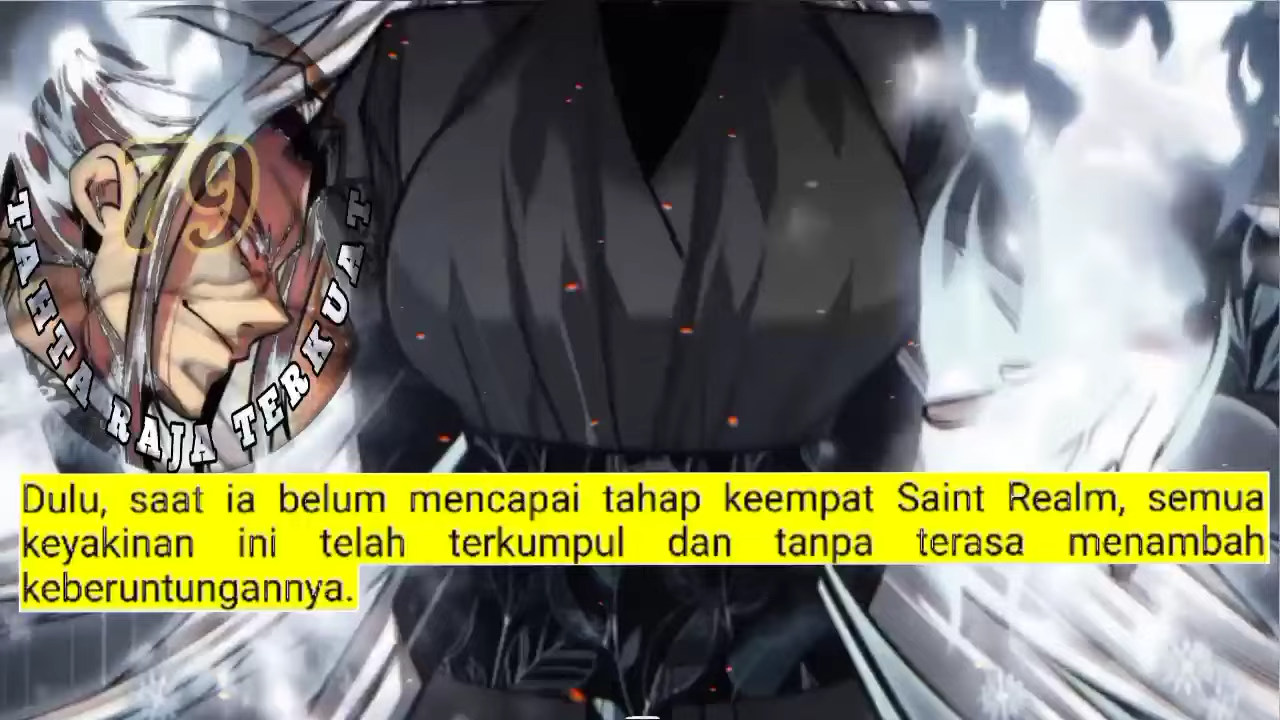 79
TAHTA RAJA TERKUAT
Dulu, saat ia belum mencapai tahap keempat Saint Realm, semua
keyakinan ini telah terkumpul dan tanpa terasa menambah
keberuntungannya.